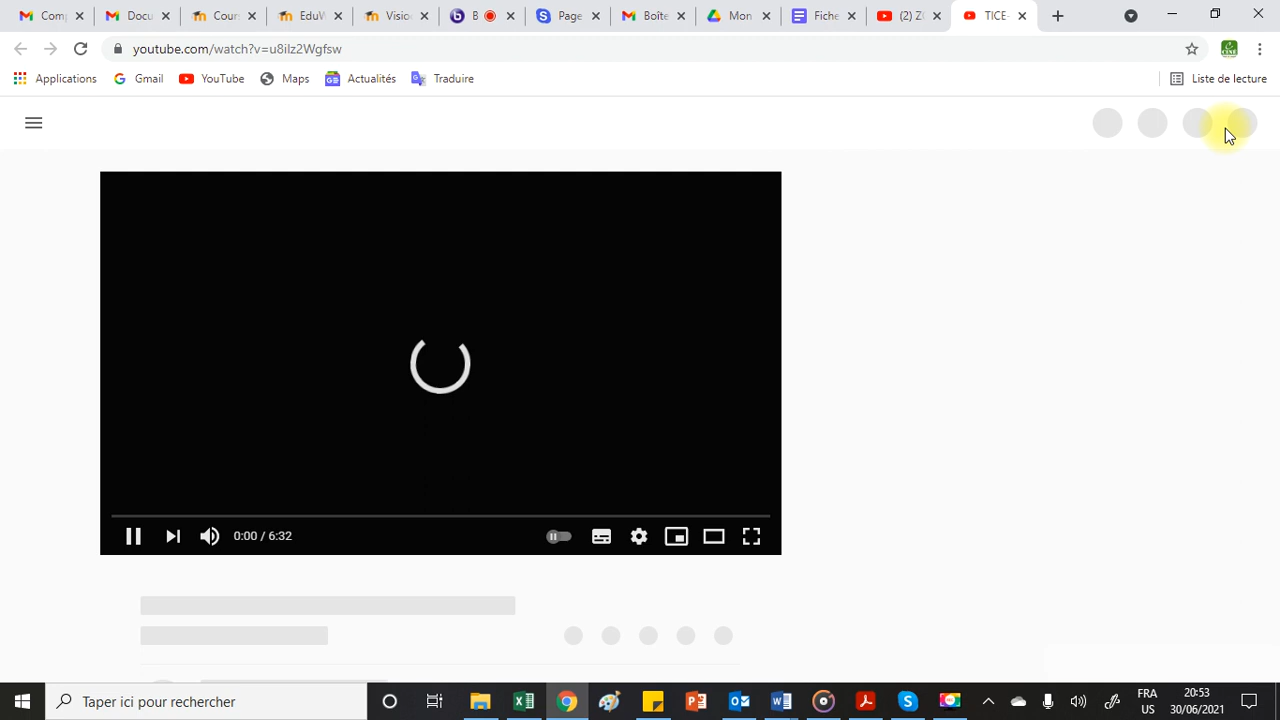 Comp
Docu
Cour
EduW
Visio
B
Page
Boîte
Mon
Fiche
(2) Z
TICE-
youtube.com/watch?v=u8ilz2Wgfsw
Applications
Gmail
YouTube
Maps
Actualités
Traduire
Liste de lecture
0:00 / 6:32
Taper ici pour rechercher
FRA
US
20:53
30/06/2021